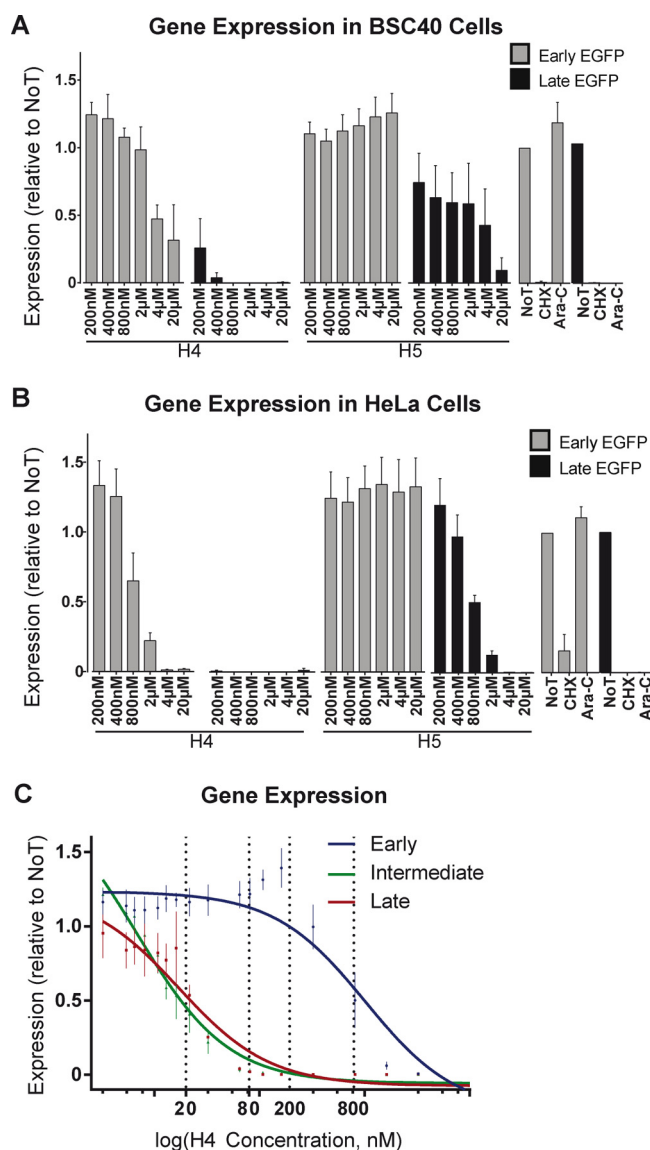 A
Gene Expression in BSC40 Cells
Early EGFP
Late EGFP
Expression (relative to NoT)
1.5
1.0
0.5
0
200nM 400nM 800nM 2µM 4µM 20µM 200nM 400nM 800nM 2µM 4µM 20µM 200nM 400nM 800nM 2µM 4µM 20µM 200nM 400nM 800nM 2µM 4µM 20µM NoT CHX Ara-C NoT CHX Ara-C
H4 H5
B
Gene Expression in HeLa Cells
Early EGFP
Late EGFP
Expression (relative to NoT)
1.5
1.0
0.5
0
200nM 400nM 800nM 2µM 4µM 20µM 200nM 400nM 800nM 2µM 4µM 20µM 200nM 400nM 800nM 2µM 4µM 20µM 200nM 400nM 800nM 2µM 4µM 20µM NoT CHX Ara-C NoT CHX Ara-C
H4 H5
C
Gene Expression
Early
Intermediate
Late
Expression (relative to NoT)
1.5
1.0
0.5
0
20 80 200 800
log(H4 Concentration, nM)